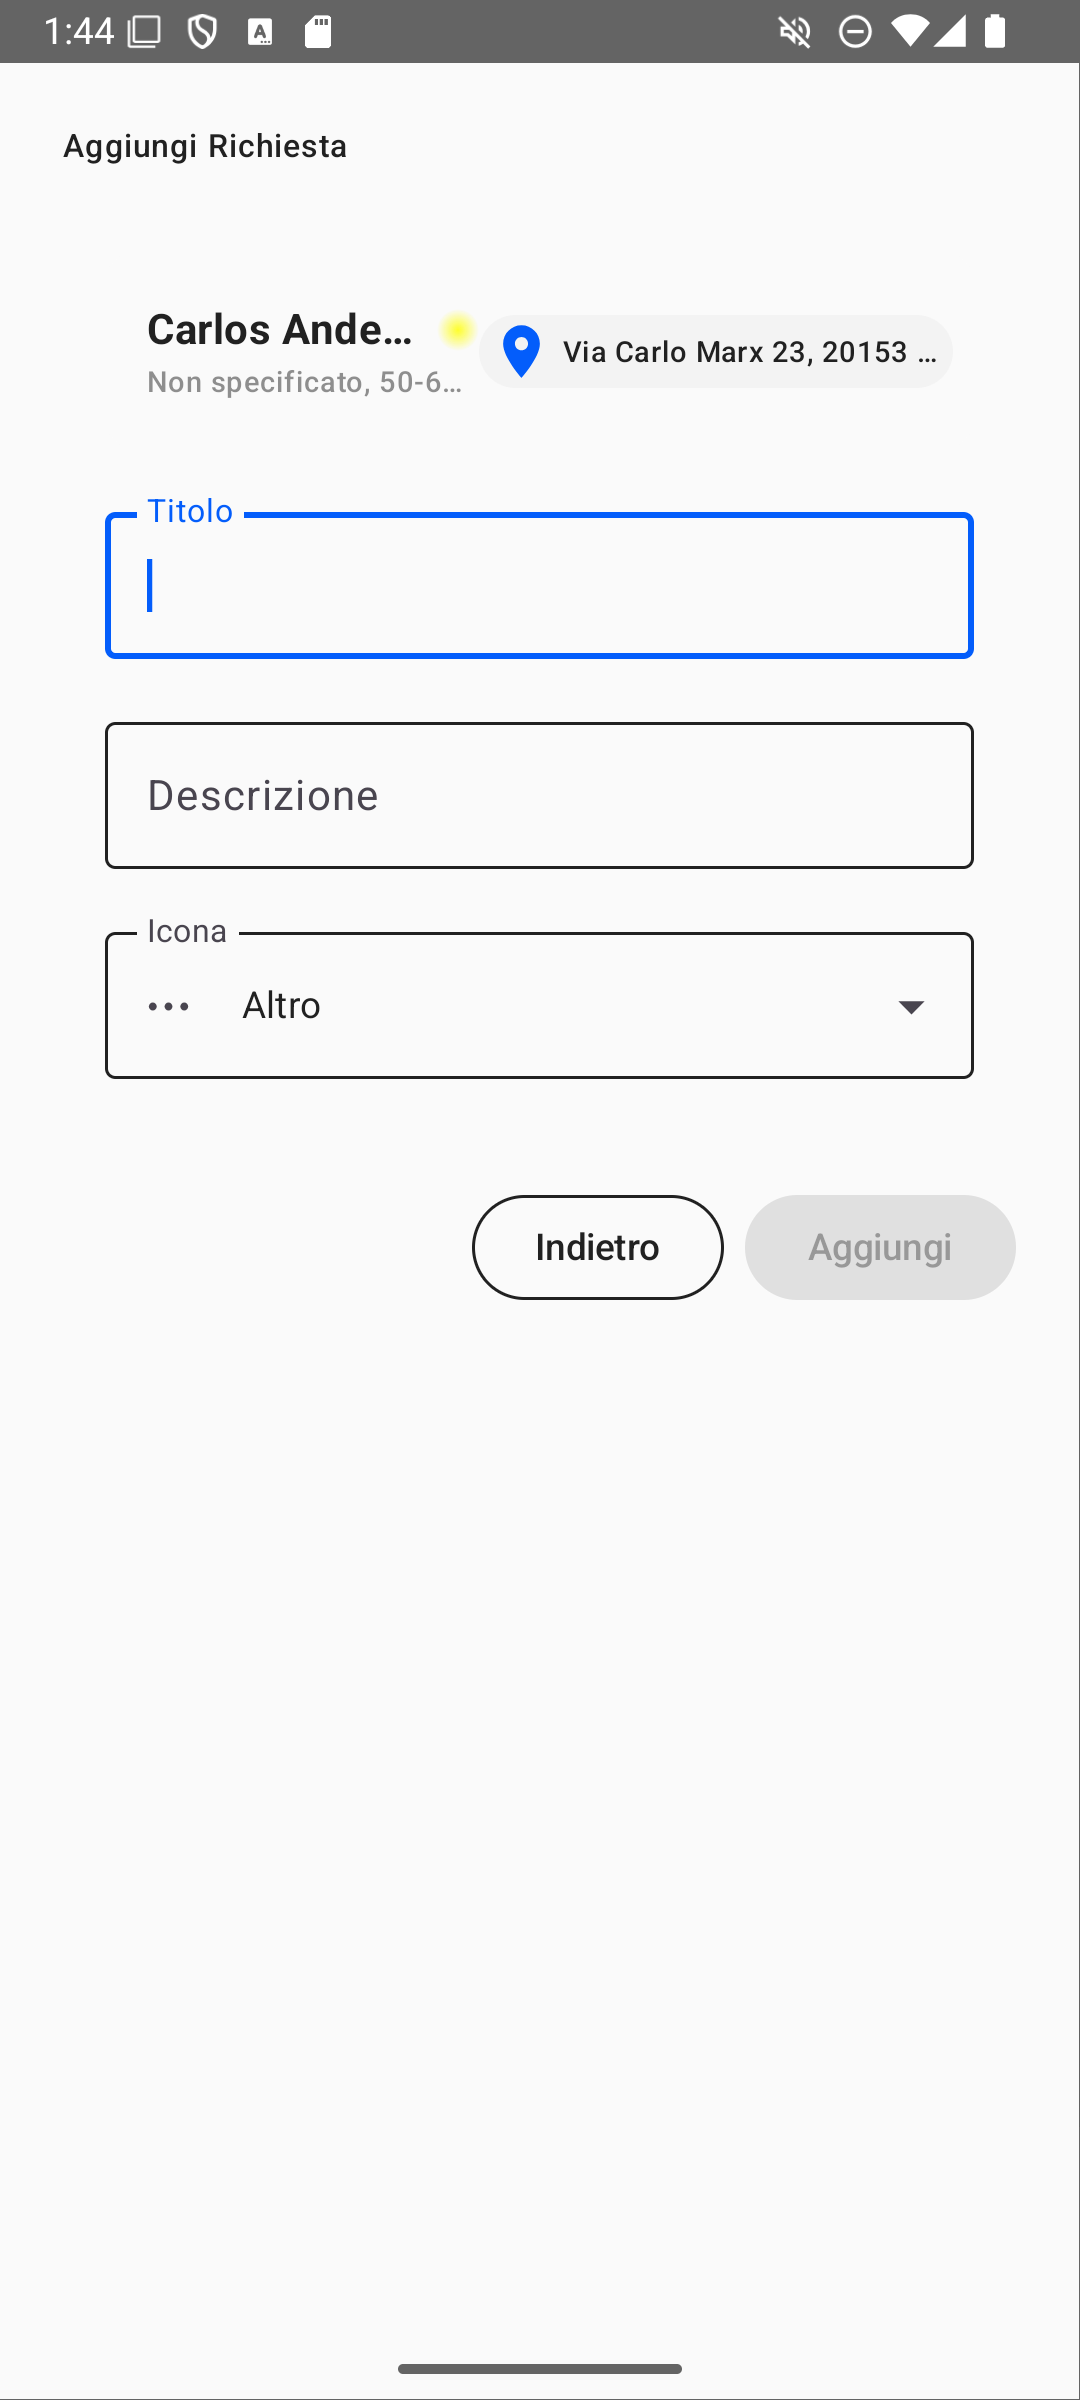 1:44
Aggiungi Richiesta
Carlos Ande...
Non specificato, 50-6...
Via Carlo Marx 23, 20153 ...
Titolo
Descrizione
Icona
Altro
Indietro
Aggiungi